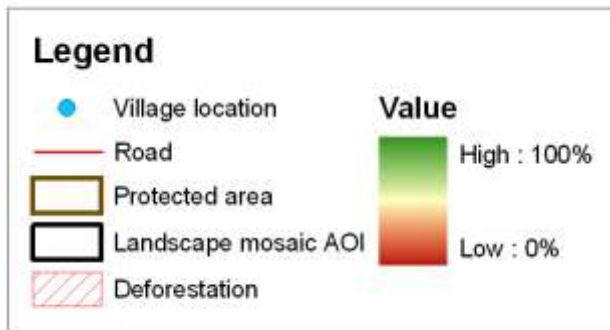 Legend
Village location
Road
Protected area
Landscape mosaic AOI
Deforestation
Value
High : 100%
Low : 0%